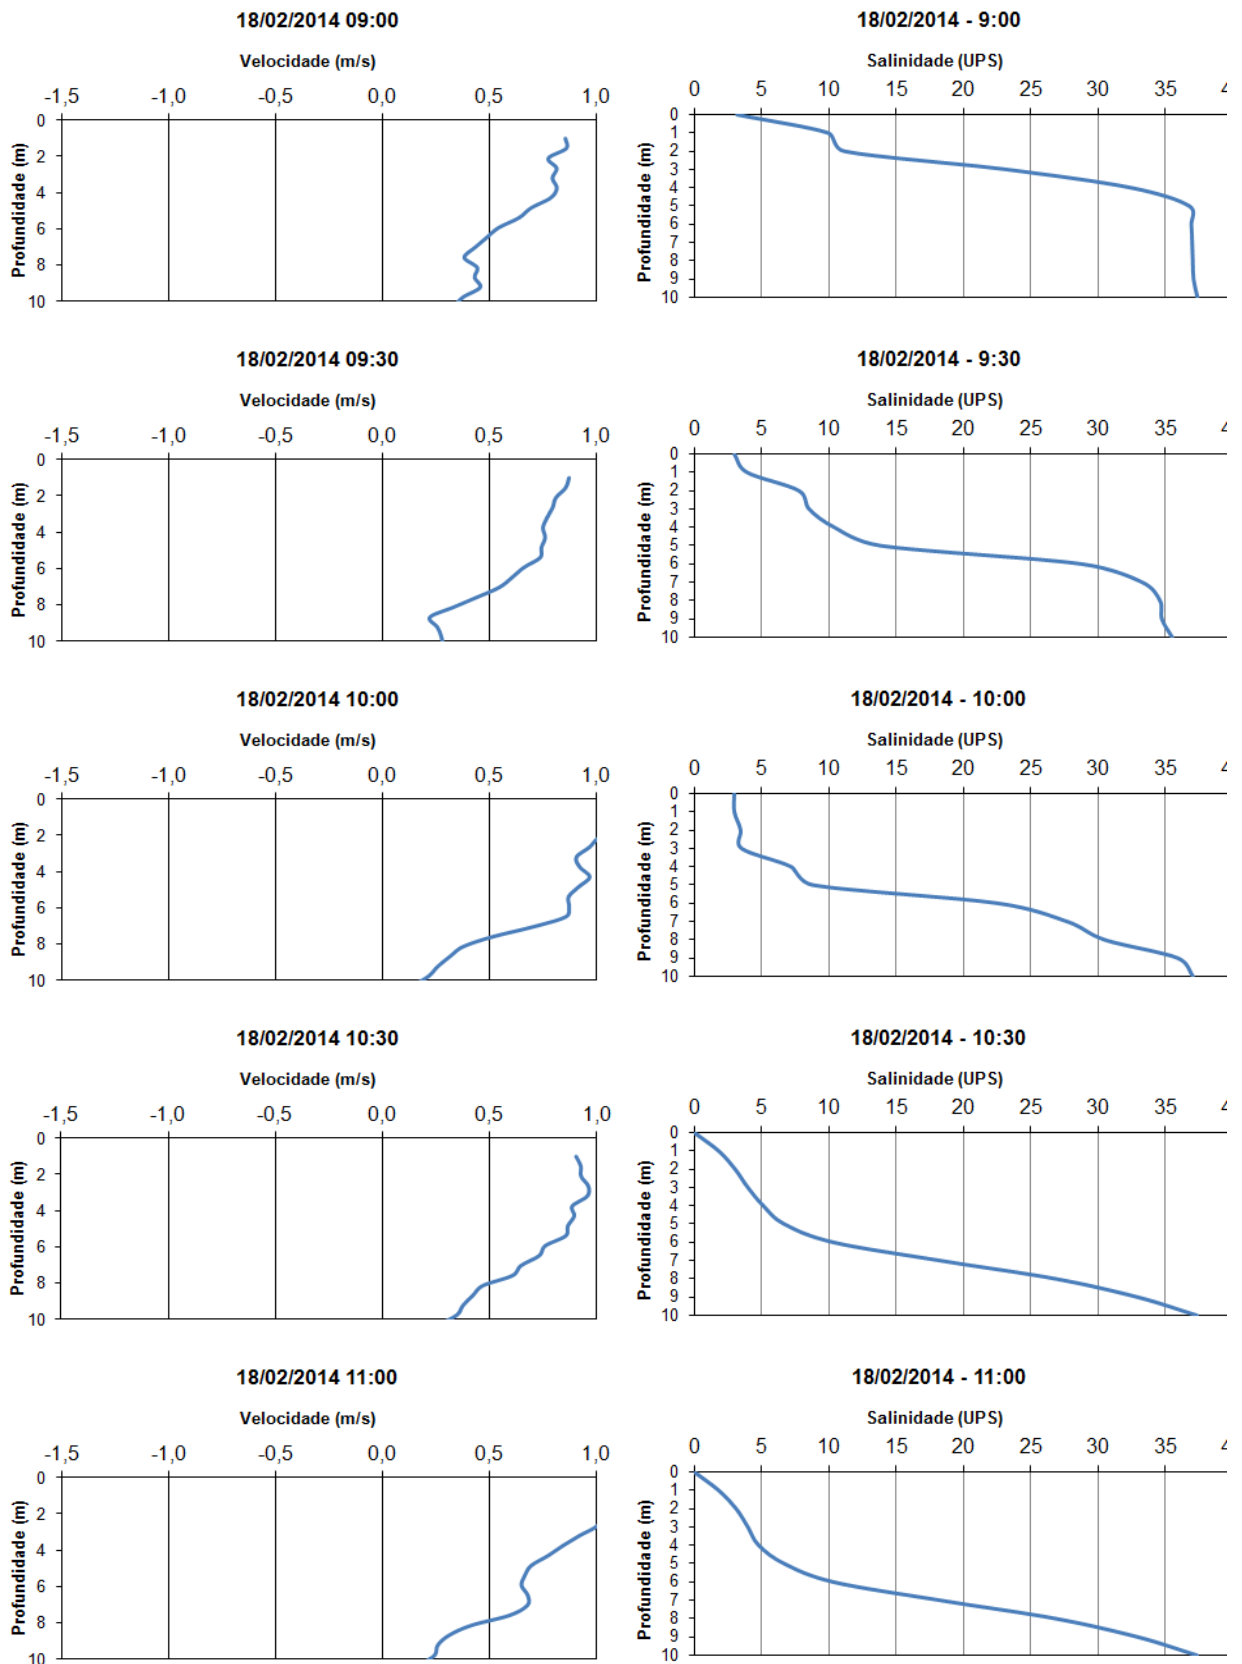 18/02/2014 09:00
Velocidade (m/s)
-1,5 -1,0 -0,5 0,0 0,5 1,0
Profundidade (m)
0
2
4
6
8
10
18/02/2014 - 9:00
Salinidade (UPS)
0 5 10 15 20 25 30 35 4
Profundidade (m)
0
1
2
3
4
5
6
7
8
9
10
18/02/2014 09:30
Velocidade (m/s)
-1,5 -1,0 -0,5 0,0 0,5 1,0
Profundidade (m)
0
2
4
6
8
10
18/02/2014 - 9:30
Salinidade (UPS)
0 5 10 15 20 25 30 35 4
Profundidade (m)
0
1
2
3
4
5
6
7
8
9
10
18/02/2014 10:00
Velocidade (m/s)
-1,5 -1,0 -0,5 0,0 0,5 1,0
Profundidade (m)
0
2
4
6
8
10
18/02/2014 - 10:00
Salinidade (UPS)
0 5 10 15 20 25 30 35 4
Profundidade (m)
0
1
2
3
4
5
6
7
8
9
10
18/02/2014 10:30
Velocidade (m/s)
-1,5 -1,0 -0,5 0,0 0,5 1,0
Profundidade (m)
0
2
4
6
8
10
18/02/2014 - 10:30
Salinidade (UPS)
0 5 10 15 20 25 30 35 4
Profundidade (m)
0
1
2
3
4
5
6
7
8
9
10
18/02/2014 11:00
Velocidade (m/s)
-1,5 -1,0 -0,5 0,0 0,5 1,0
Profundidade (m)
0
2
4
6
8
10
18/02/2014 - 11:00
Salinidade (UPS)
0 5 10 15 20 25 30 35 4
Profundidade (m)
0
1
2
3
4
5
6
7
8
9
10